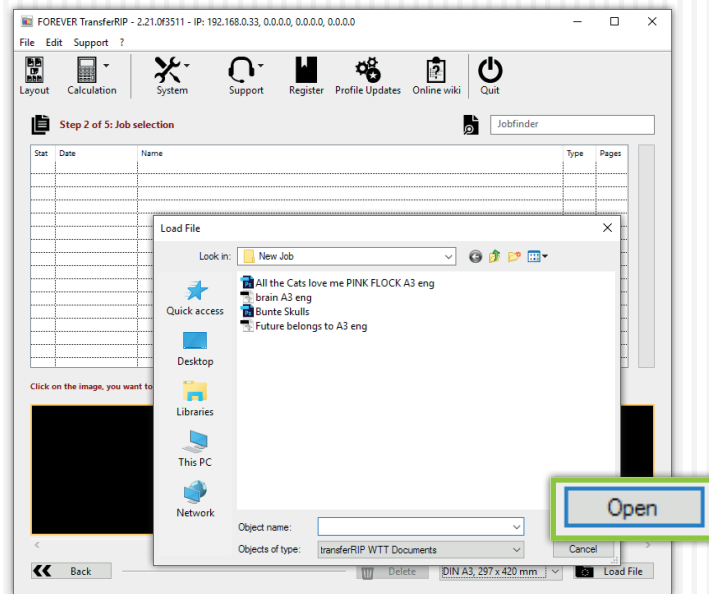 FOREVER TransferRIP - 2.21.0f3511 - IP: 192.168.0.33, 0.0.0.0, 0.0.0.0, 0.0.0.0
File Edit Support ?
Layout Calculation System Support Register Profile Updates Online wiki Quit
Step 2 of 5: Job selection Jobfinder
Stat Date Name Type Pages
Load File
Look in: New Job
All the Cats love me PINK FLOCK A3 eng
brain A3 eng
Bunte Skulls
Future belongs to A3 eng
Quick access
Desktop
Click on the image, you want to
Libraries
This PC
Network
Open
Object name:
Objects of type: transferRIP WTT Documents Cancel
Back Delete DIN A3, 297 x 420 mm Load File